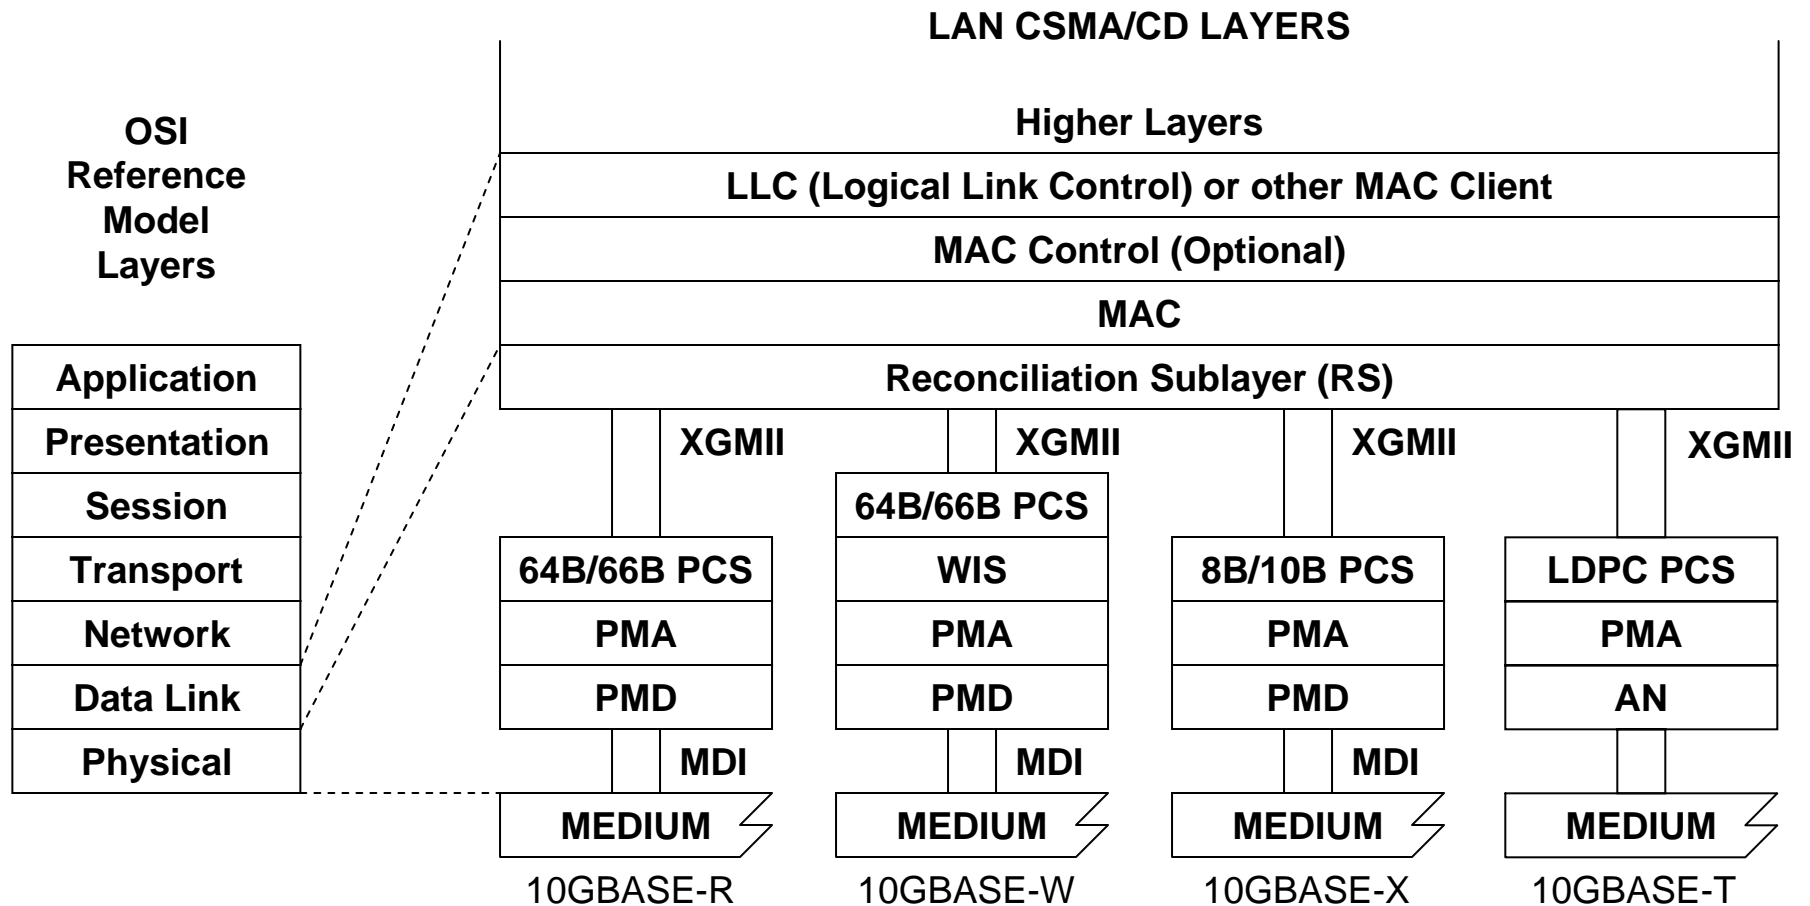 LAN CSMA/CD LAYERS
OSI
Reference
Model
Layers
Higher Layers
LLC (Logical Link Control) or other MAC Client
MAC Control (Optional)
MAC
Reconciliation Sublayer (RS)
Application
Presentation
Session
Transport
Network
Data Link
Physical
XGMII
64B/66B PCS
PMA
PMD
MDI
MEDIUM
10GBASE-R
XGMII
64B/66B PCS
WIS
PMA
PMD
MDI
MEDIUM
10GBASE-W
XGMII
8B/10B PCS
PMA
PMD
MDI
MEDIUM
10GBASE-X
XGMII
LDPC PCS
PMA
AN
MEDIUM
10GBASE-T